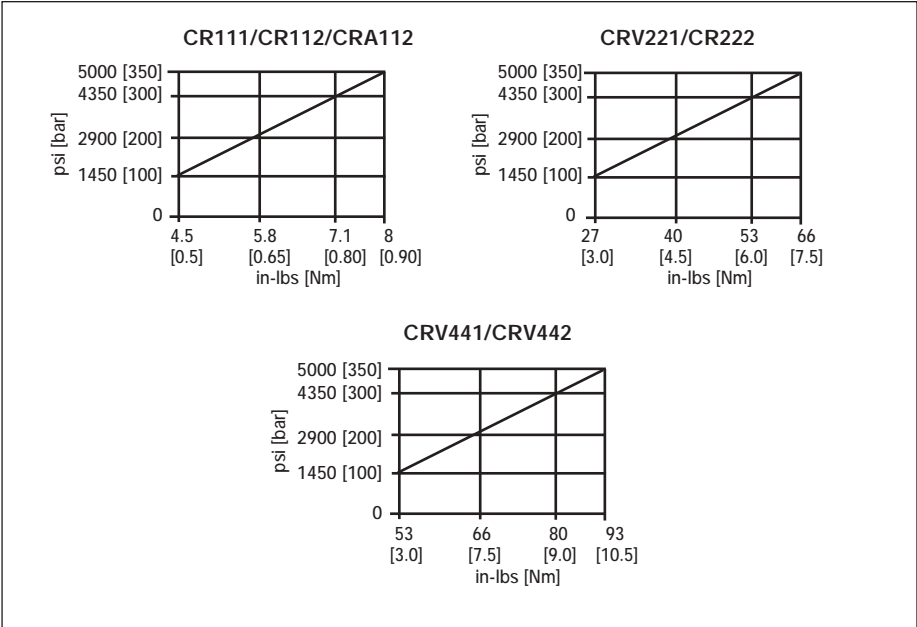 CR111/CR112/CRA112
psi [bar]
5000 [350]
4350 [300]
2900 [200]
1450 [100]
0
4.5 5.8 7.1 8
[0.5] [0.65] [0.80] [0.90]
in-lbs [Nm]
CRV221/CR222
psi [bar]
5000 [350]
4350 [300]
2900 [200]
1450 [100]
0
27 40 53 66
[3.0] [4.5] [6.0] [7.5]
in-lbs [Nm]
CRV441/CRV442
psi [bar]
5000 [350]
4350 [300]
2900 [200]
1450 [100]
0
53 66 80 93
[3.0] [7.5] [9.0] [10.5]
in-lbs [Nm]